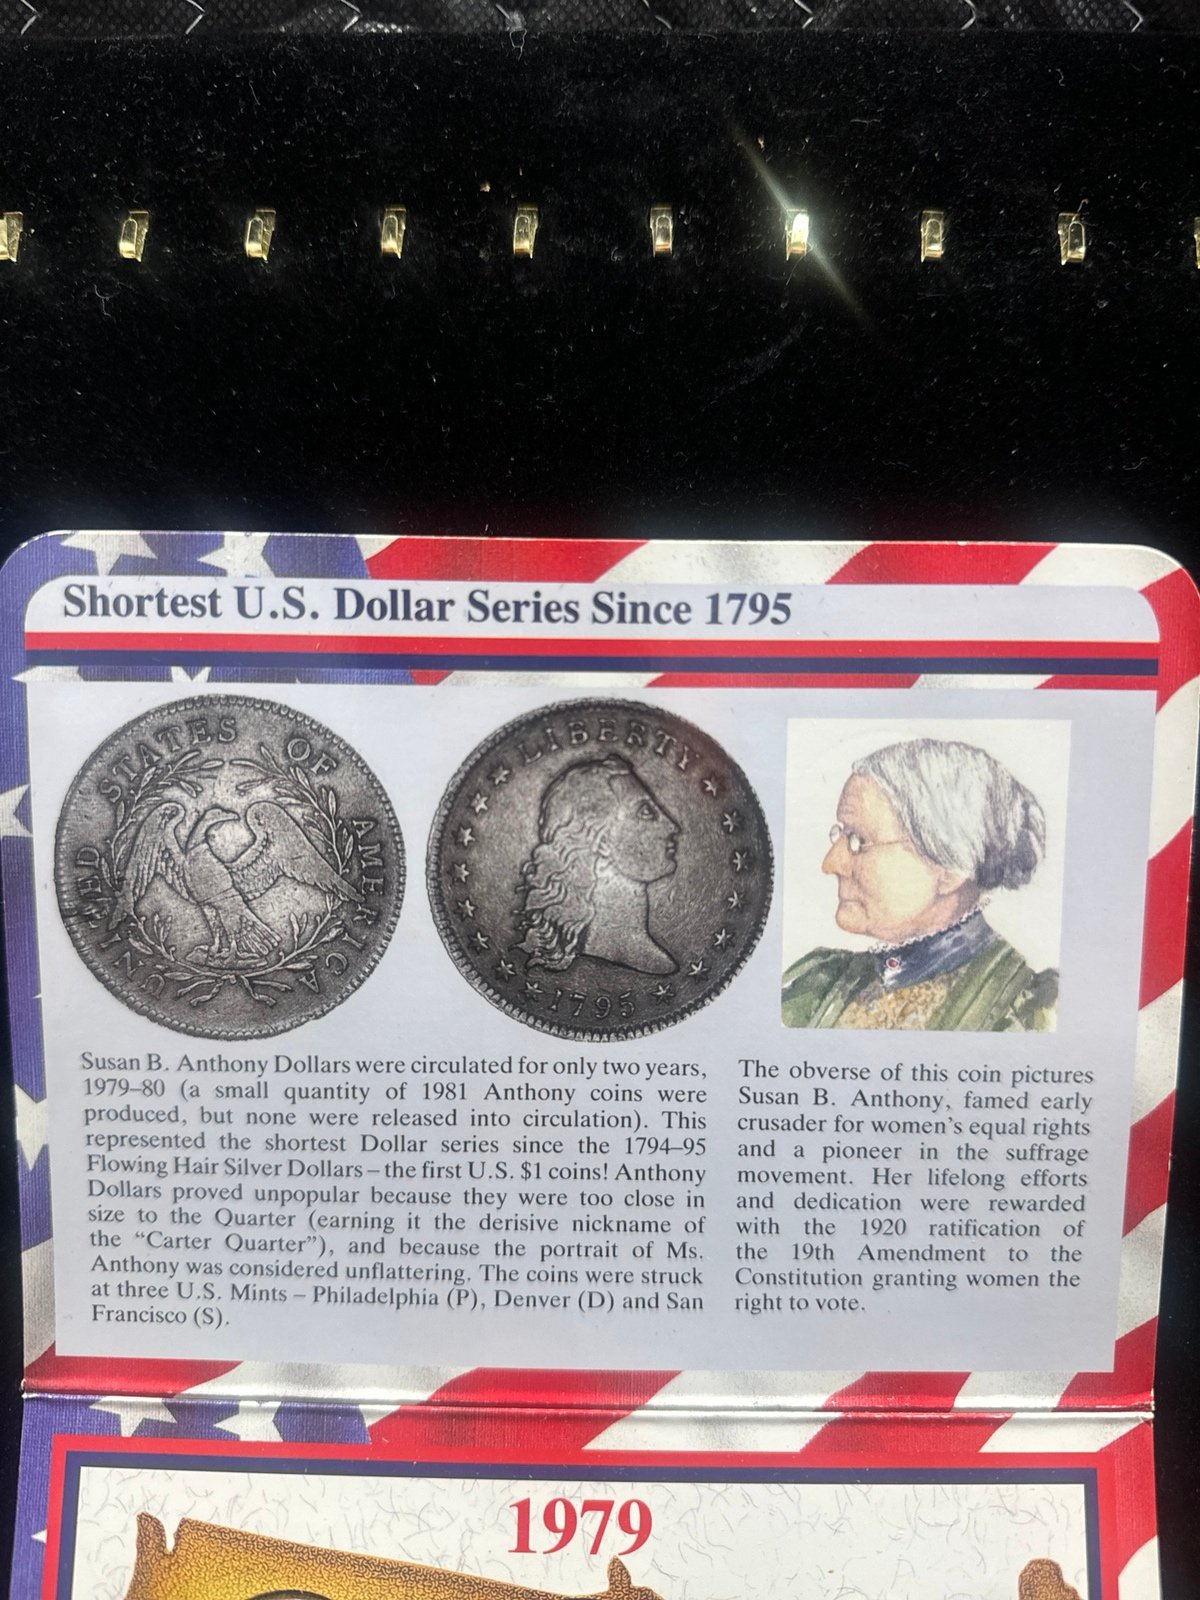 Shortest U.S. Dollar Series Since 1795
UNITED STATES OF AMERICA
LIBERTY
1795
Susan B. Anthony Dollars were circulated for only two years,
1979–80 (a small quantity of 1981 Anthony coins were
produced, but none were released into circulation). This
represented the shortest Dollar series since the 1794–95
Flowing Hair Silver Dollars – the first U.S. $1 coins! Anthony
Dollars proved unpopular because they were too close in
size to the Quarter (earning it the derisive nickname of
the “Carter Quarter”), and because the portrait of Ms.
Anthony was considered unflattering. The coins were struck
at three U.S. Mints – Philadelphia (P), Denver (D) and San
Francisco (S).
The obverse of this coin pictures
Susan B. Anthony, famed early
crusader for women’s equal rights
and a pioneer in the suffrage
movement. Her lifelong efforts
and dedication were rewarded
with the 1920 ratification of
the 19th Amendment to the
Constitution granting women the
right to vote.
1979